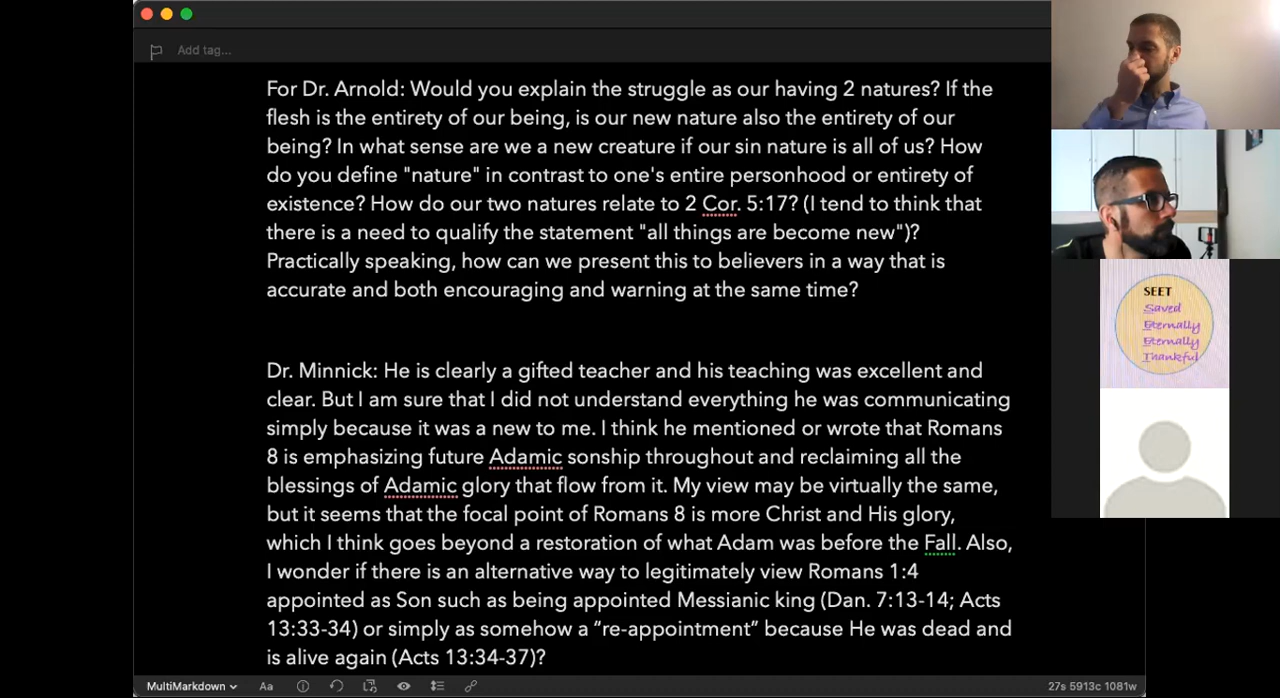 Add tag...
For Dr. Arnold: Would you explain the struggle as our having 2 natures? If the
flesh is the entirety of our being, is our new nature also the entirety of our
being? In what sense are we a new creature if our sin nature is all of us? How
do you define "nature" in contrast to one's entire personhood or entirety of
existence? How do our two natures relate to 2 Cor. 5:17? (I tend to think that
there is a need to qualify the statement "all things are become new")?
Practically speaking, how can we present this to believers in a way that is
accurate and both encouraging and warning at the same time?
Dr. Minnick: He is clearly a gifted teacher and his teaching was excellent and
clear. But I am sure that I did not understand everything he was communicating
simply because it was a new to me. I think he mentioned or wrote that Romans
8 is emphasizing future Adamic sonship throughout and reclaiming all the
blessings of Adamic glory that flow from it. My view may be virtually the same,
but it seems that the focal point of Romans 8 is more Christ and His glory,
which I think goes beyond a restoration of what Adam was before the Fall. Also,
I wonder if there is an alternative way to legitimately view Romans 1:4
appointed as Son such as being appointed Messianic king (Dan. 7:13-14; Acts
13:33-34) or simply as somehow a “re-appointment” because He was dead and
is alive again (Acts 13:34-37)?
MultiMarkdown
Aa
27s 5913c 1081w
SEET
Saved
Eternally
Eternally
Thankful